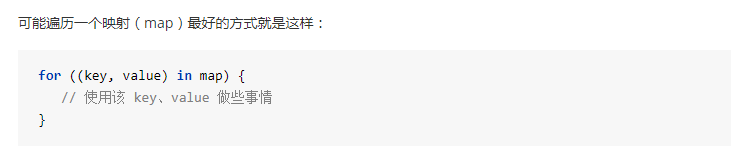 可能遍历一个映射（map）最好的方式就是这样：
for ((key, value) in map) {
// 使用该 key、value 做些事情
}